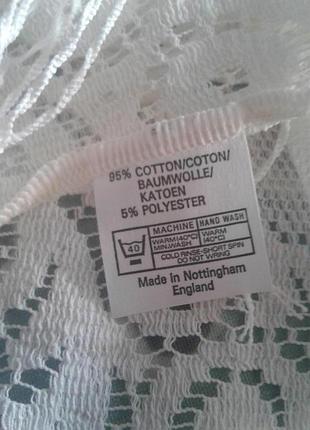 95% COTTON/COTON/
BAUMWOLLE/
KATOEN
5% POLYESTER
MACHINE HAND WASH
40 WARM(40°C) WARM
MIN.WASH (40°C)
COLD RINSE-SHORT SPIN
DO NOT WRING
Made in Nottingham
England